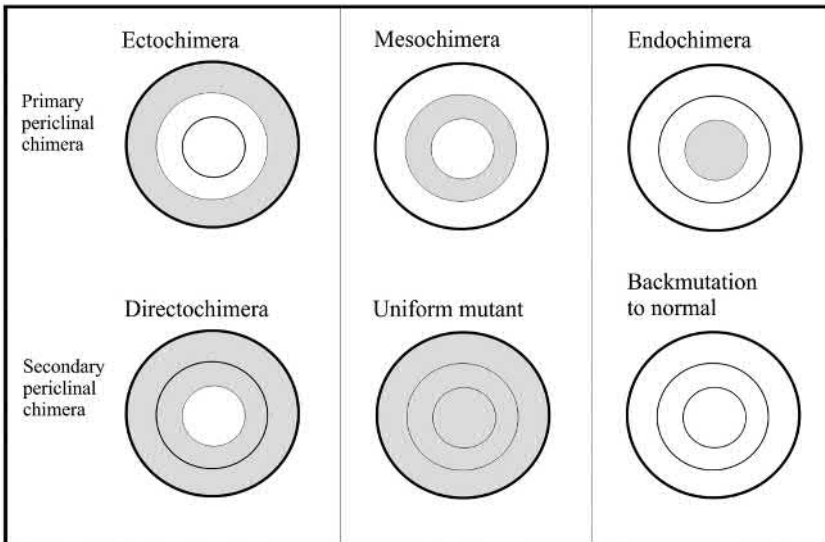 Ectochimera
Mesochimera
Endochimera
Primary
periclinal
chimera
Directochimera
Uniform mutant
Backmutation
to normal
Secondary
periclinal
chimera